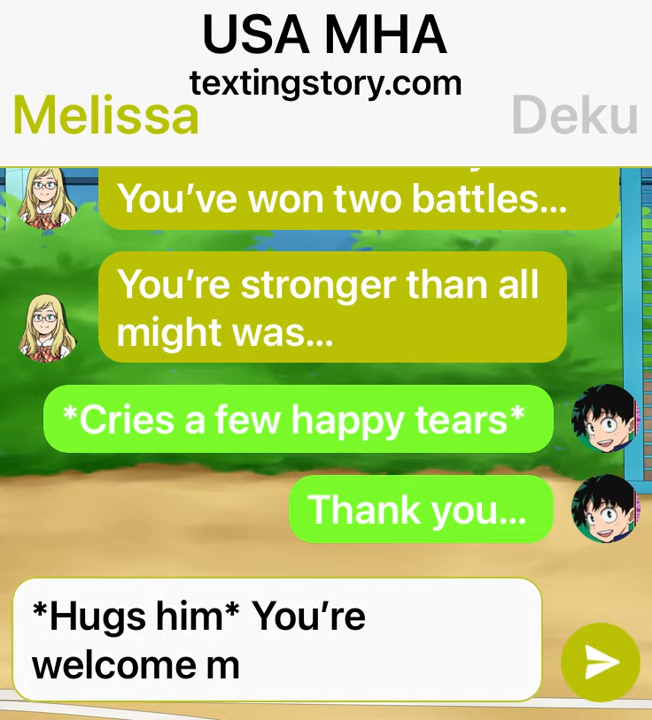 USA MHA
textingstory.com
Melissa
Deku
You’ve won two battles...
You’re stronger than all
might was...
*Cries a few happy tears*
Thank you...
*Hugs him* You’re
welcome m